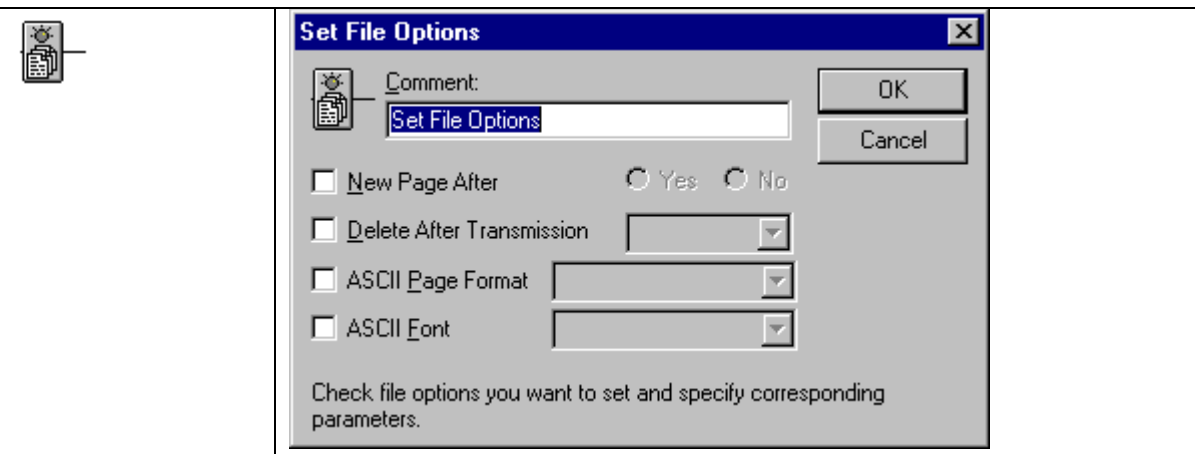 Set File Options
Comment:
OK
Set File Options
Cancel
New Page After Yes No
Delete After Transmission
ASCII Page Format
ASCII Font
Check file options you want to set and specify corresponding
parameters.